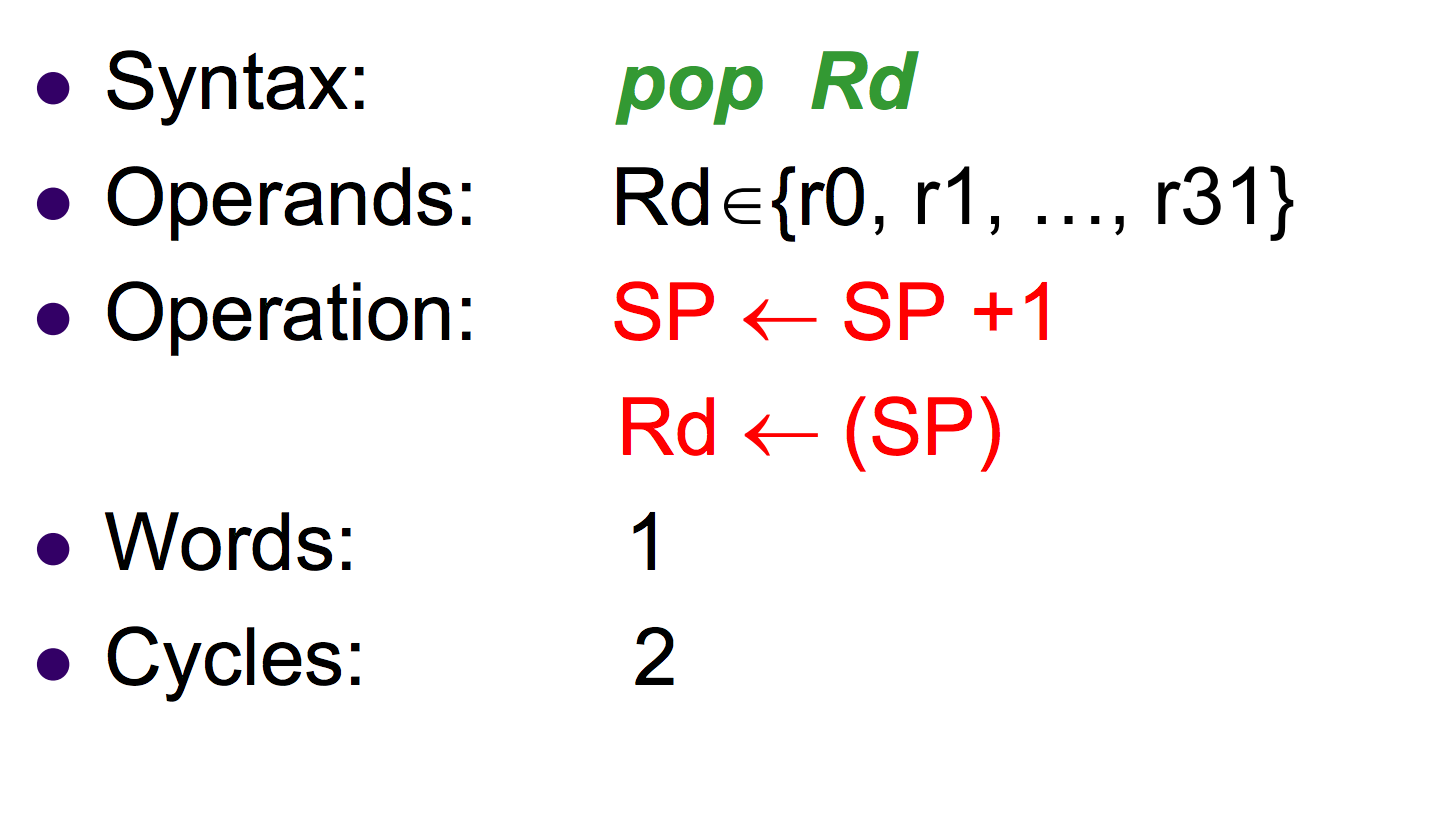 • Syntax: pop Rd
• Operands: Rd∈{r0, r1, …, r31}
• Operation: SP ← SP +1
Rd ← (SP)
• Words: 1
• Cycles: 2